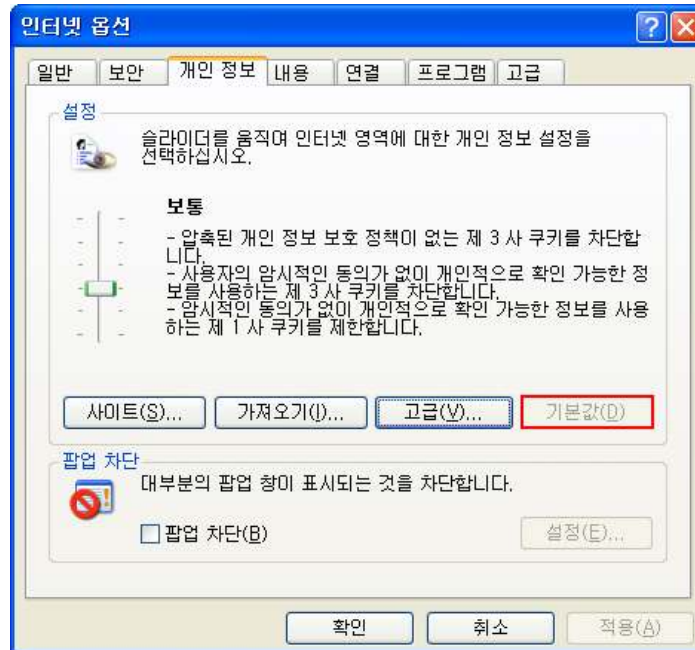 인터넷 옵션
일반 보안 개인 정보 내용 연결 프로그램 고급
설정
슬라이더를 움직여 인터넷 영역에 대한 개인 정보 설정을
선택하십시오.
보통
- 압축된 개인 정보 보호 정책이 없는 제 3 사 쿠키를 차단합
니다.
- 사용자의 암시적인 동의가 없이 개인적으로 확인 가능한 정
보를 사용하는 제 3 사 쿠키를 차단합니다.
- 암시적인 동의가 없이 개인적으로 확인 가능한 정보를 사용
하는 제 1 사 쿠키를 제한합니다.
사이트(S)... 가져오기(I)... 고급(V)... 기본값(D)
팝업 차단
대부분의 팝업 창이 표시되는 것을 차단합니다.
팝업 차단(B) 설정(E)...
확인 취소 적용(A)